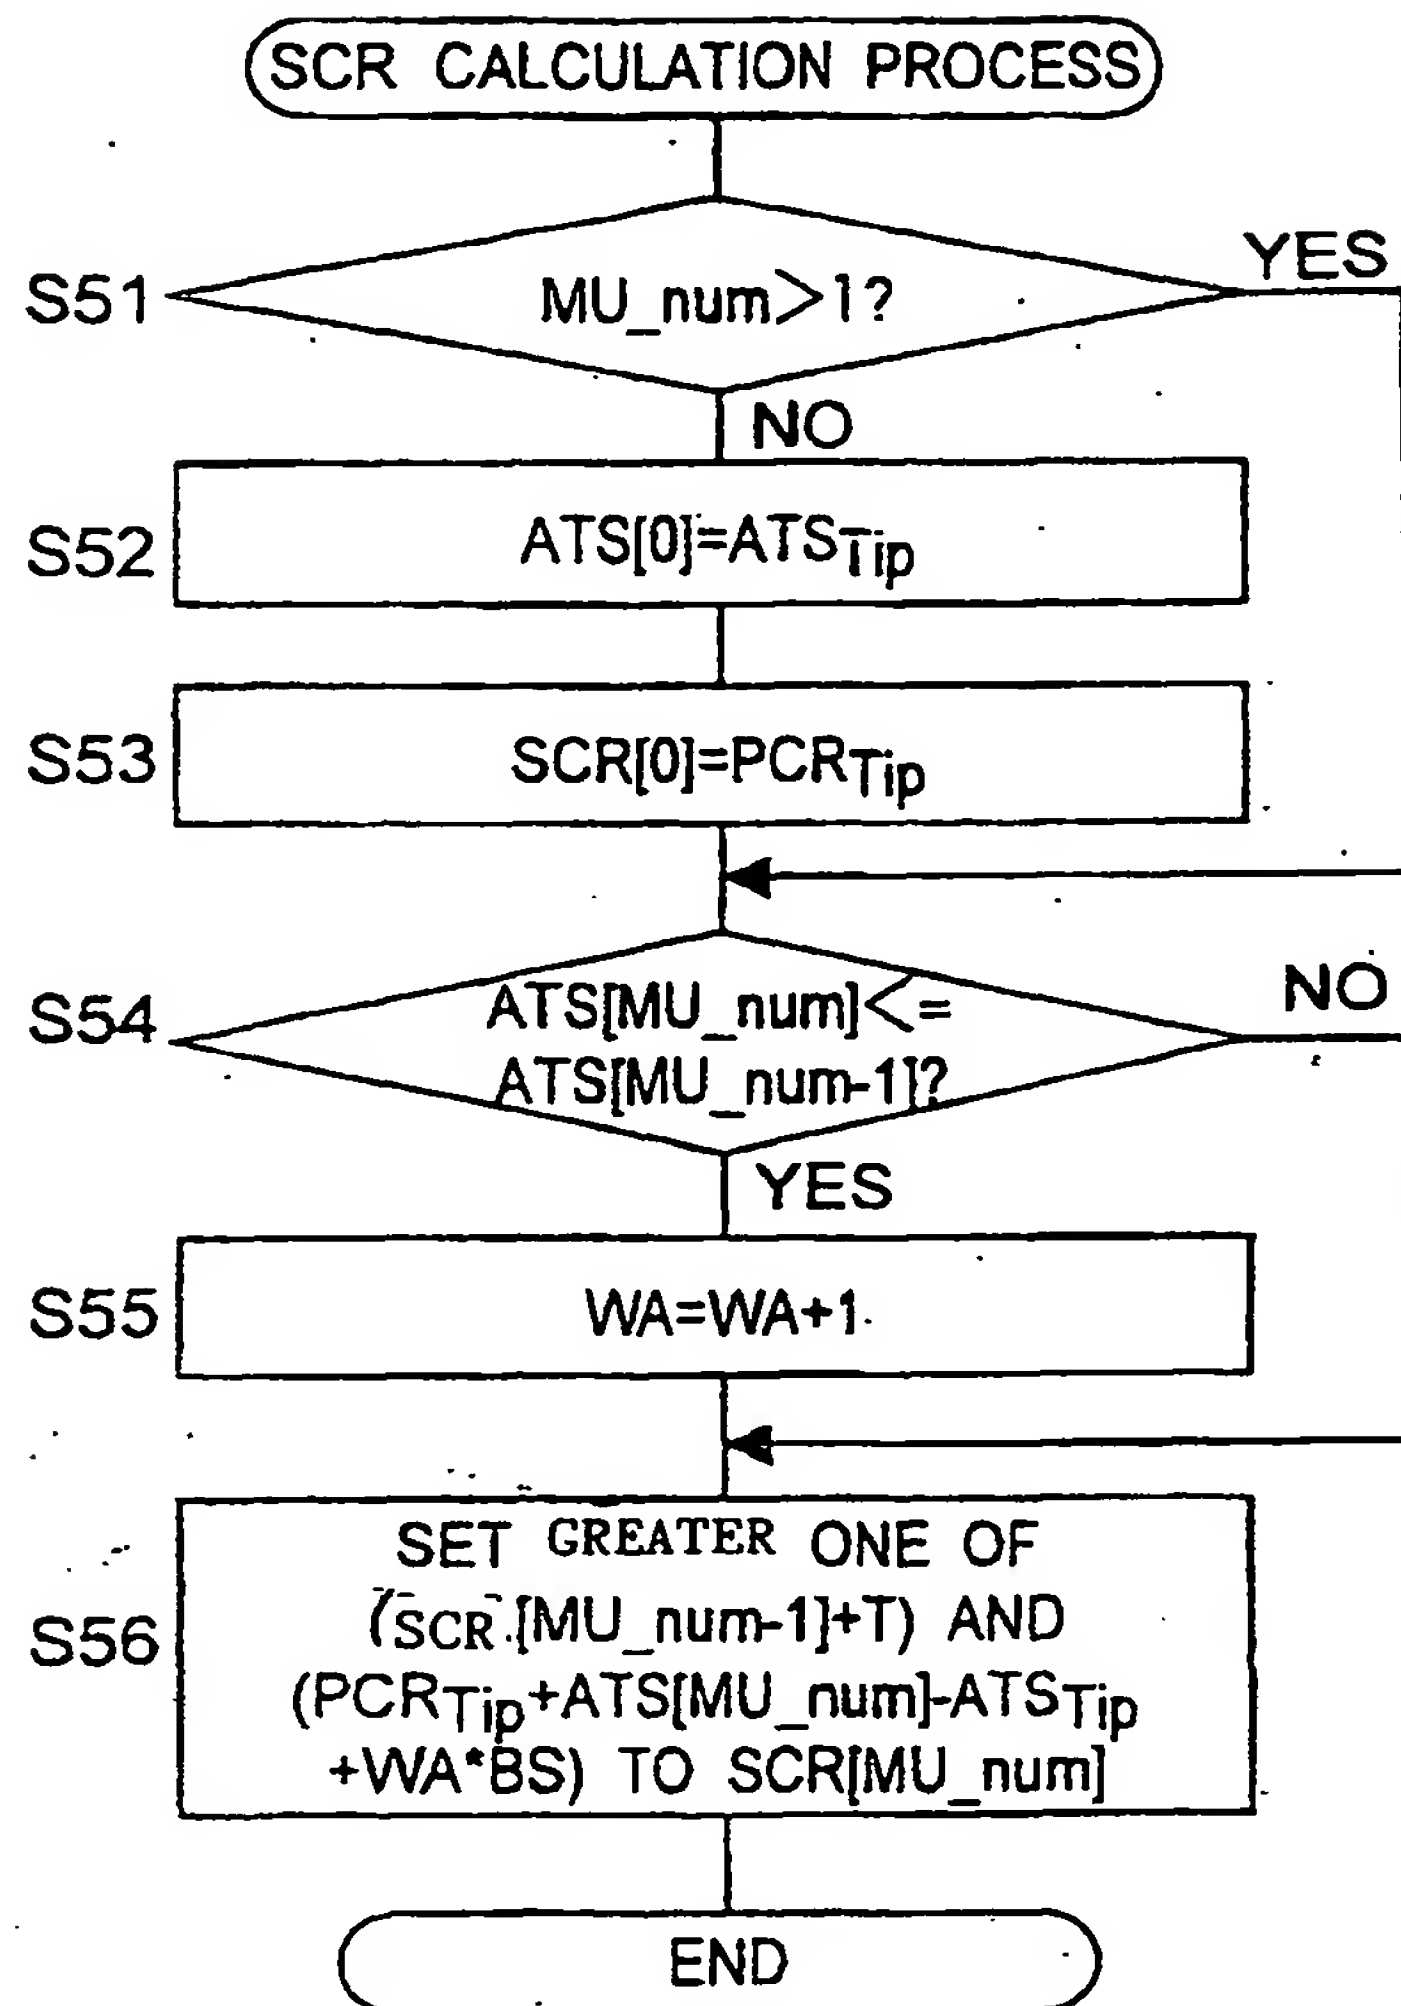 SCR CALCULATION PROCESS
S51
MU_num>1?
YES
NO
S52
ATS[0]=ATSTip
S53
SCR[0]=PCRTip
S54
ATS[MU_num]<=
ATS[MU_num-1]?
NO
YES
S55
WA=WA+1
S56
SET GREATER ONE OF
(SCR [MU_num-1]+T) AND
(PCRTip+ATS[MU_num]-ATSTip
+WA*BS) TO SCR[MU_num]
END